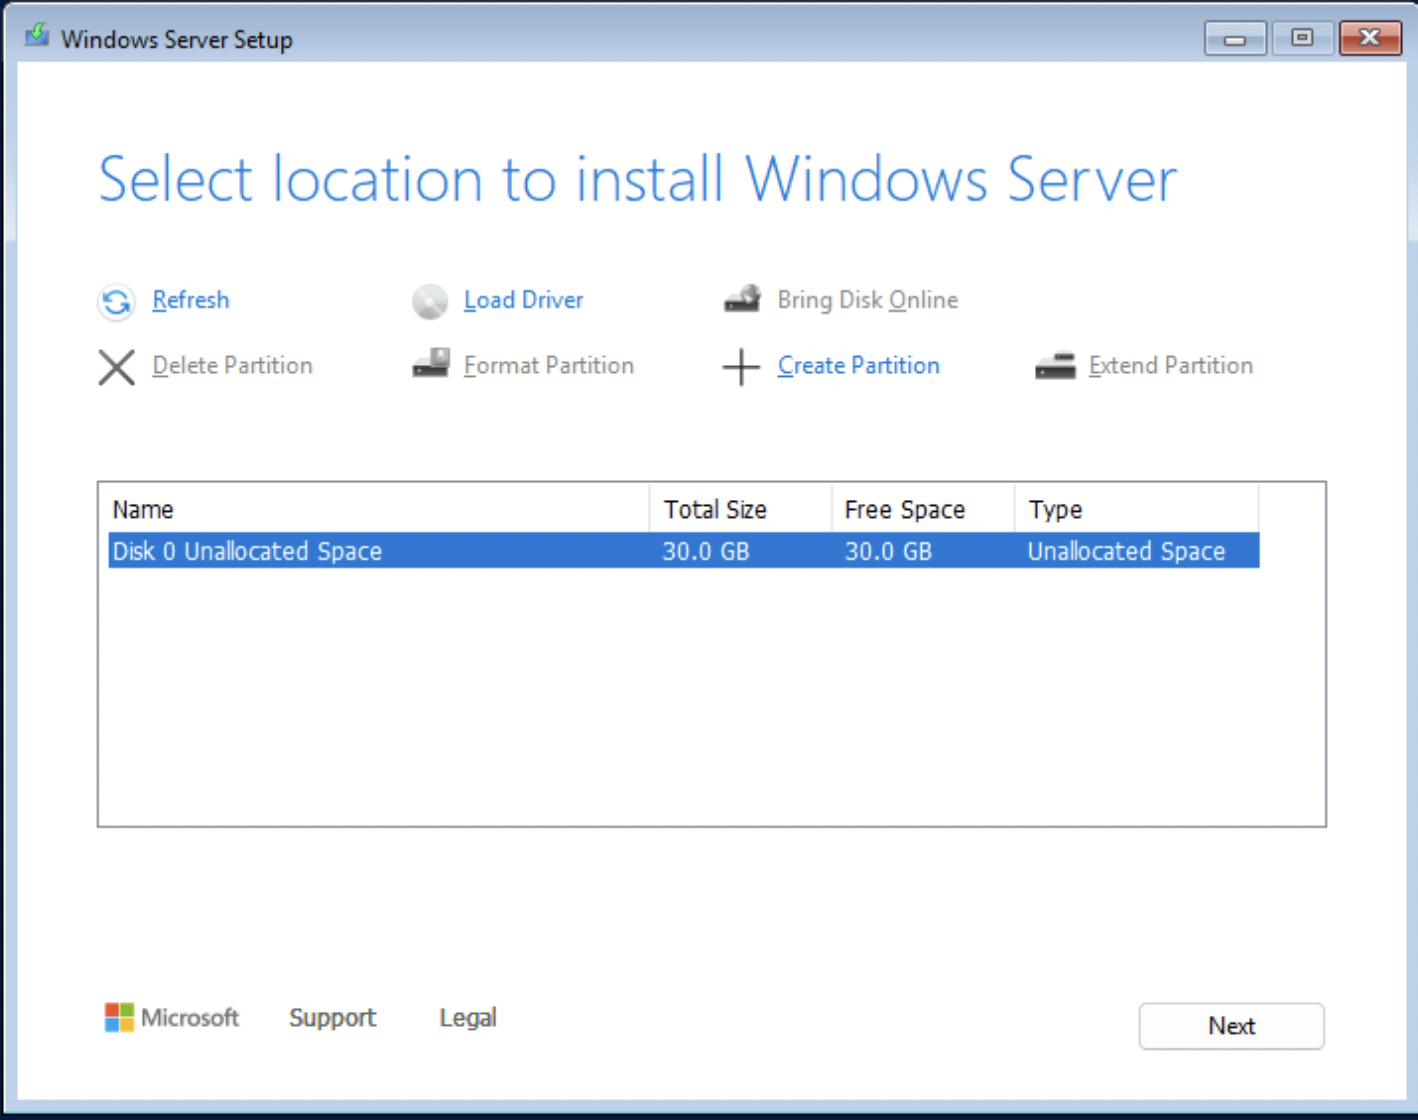 Windows Server Setup
Select location to install Windows Server
Refresh Load Driver Bring Disk Online
Delete Partition Format Partition Create Partition Extend Partition
Name Total Size Free Space Type
Disk 0 Unallocated Space 30.0 GB 30.0 GB Unallocated Space
Microsoft Support Legal Next